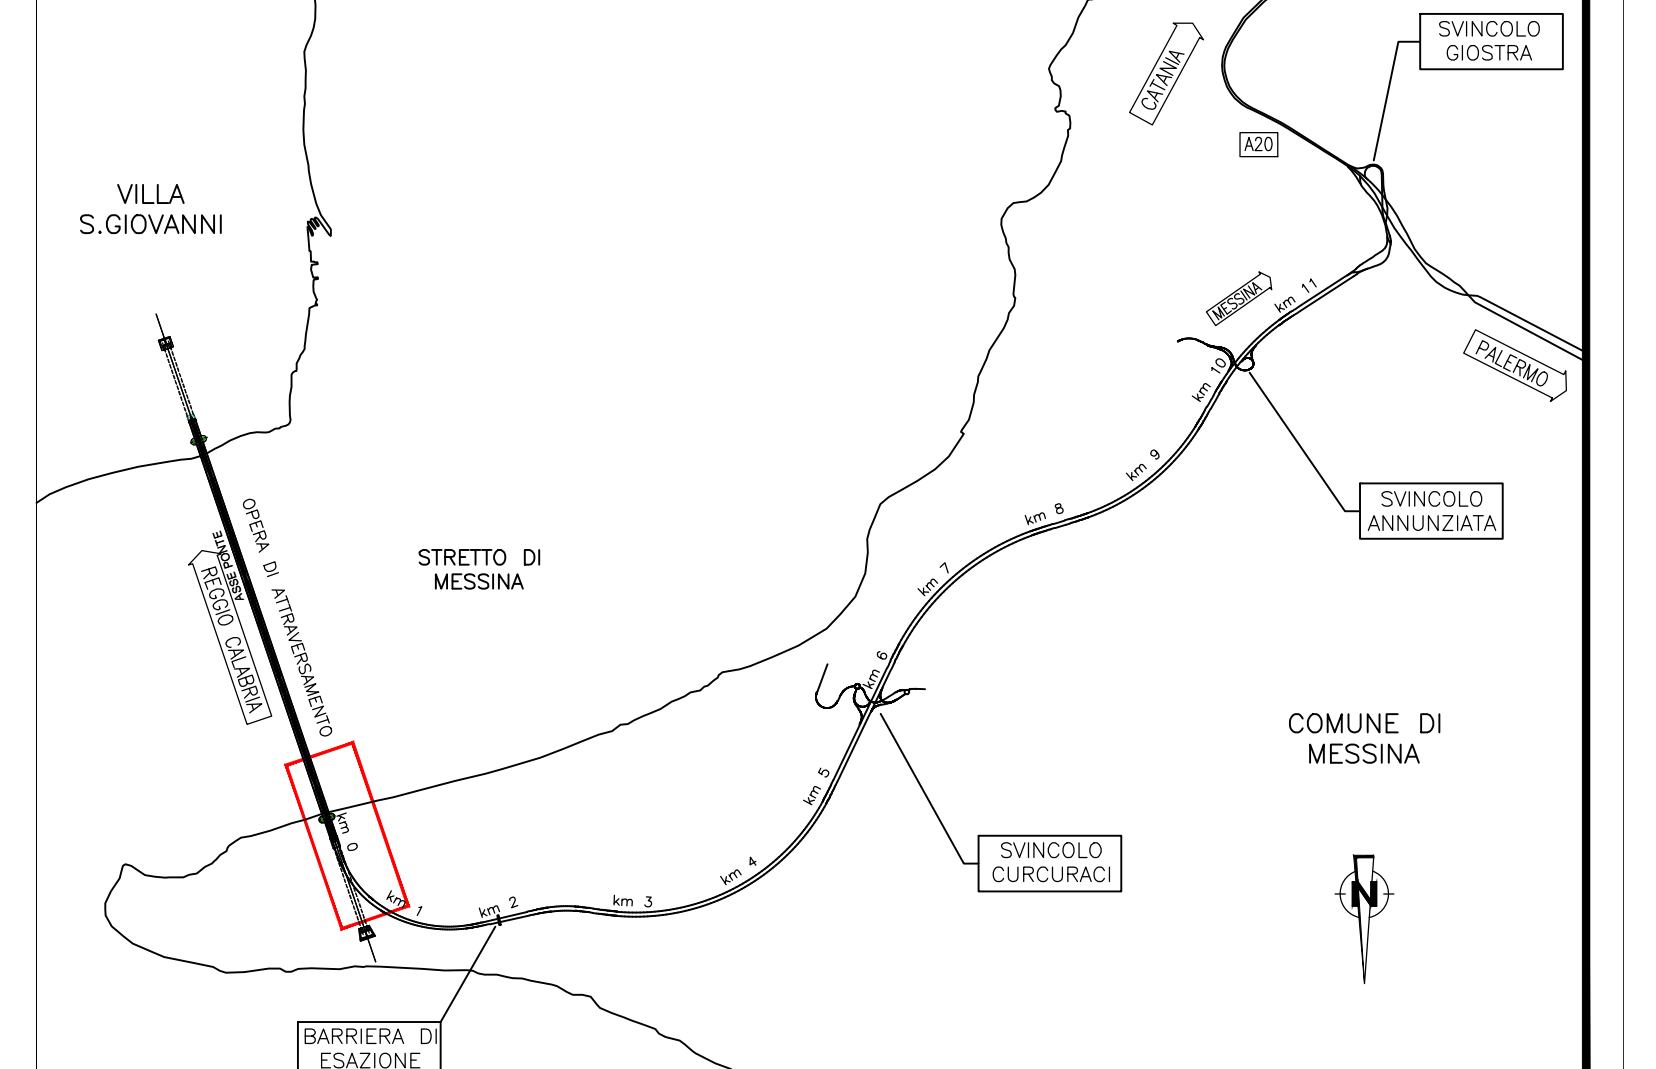 SVINCOLO
GIOSTRA
CATANIA
A20
VILLA
S.GIOVANNI
MESSINA
km 11
PALERMO
km 10
SVINCOLO
ANNUNZIATA
km 9
km 8
OPERA DI ATTRAVERSAMENTO
ASSE PONTE
REGGIO CALABRIA
STRETTO DI
MESSINA
km 7
km 6
COMUNE DI
MESSINA
km 5
km 0
SVINCOLO
CURCURACI
km 4
km 3
km 2
km 1
N
BARRIERA DI
ESAZIONE